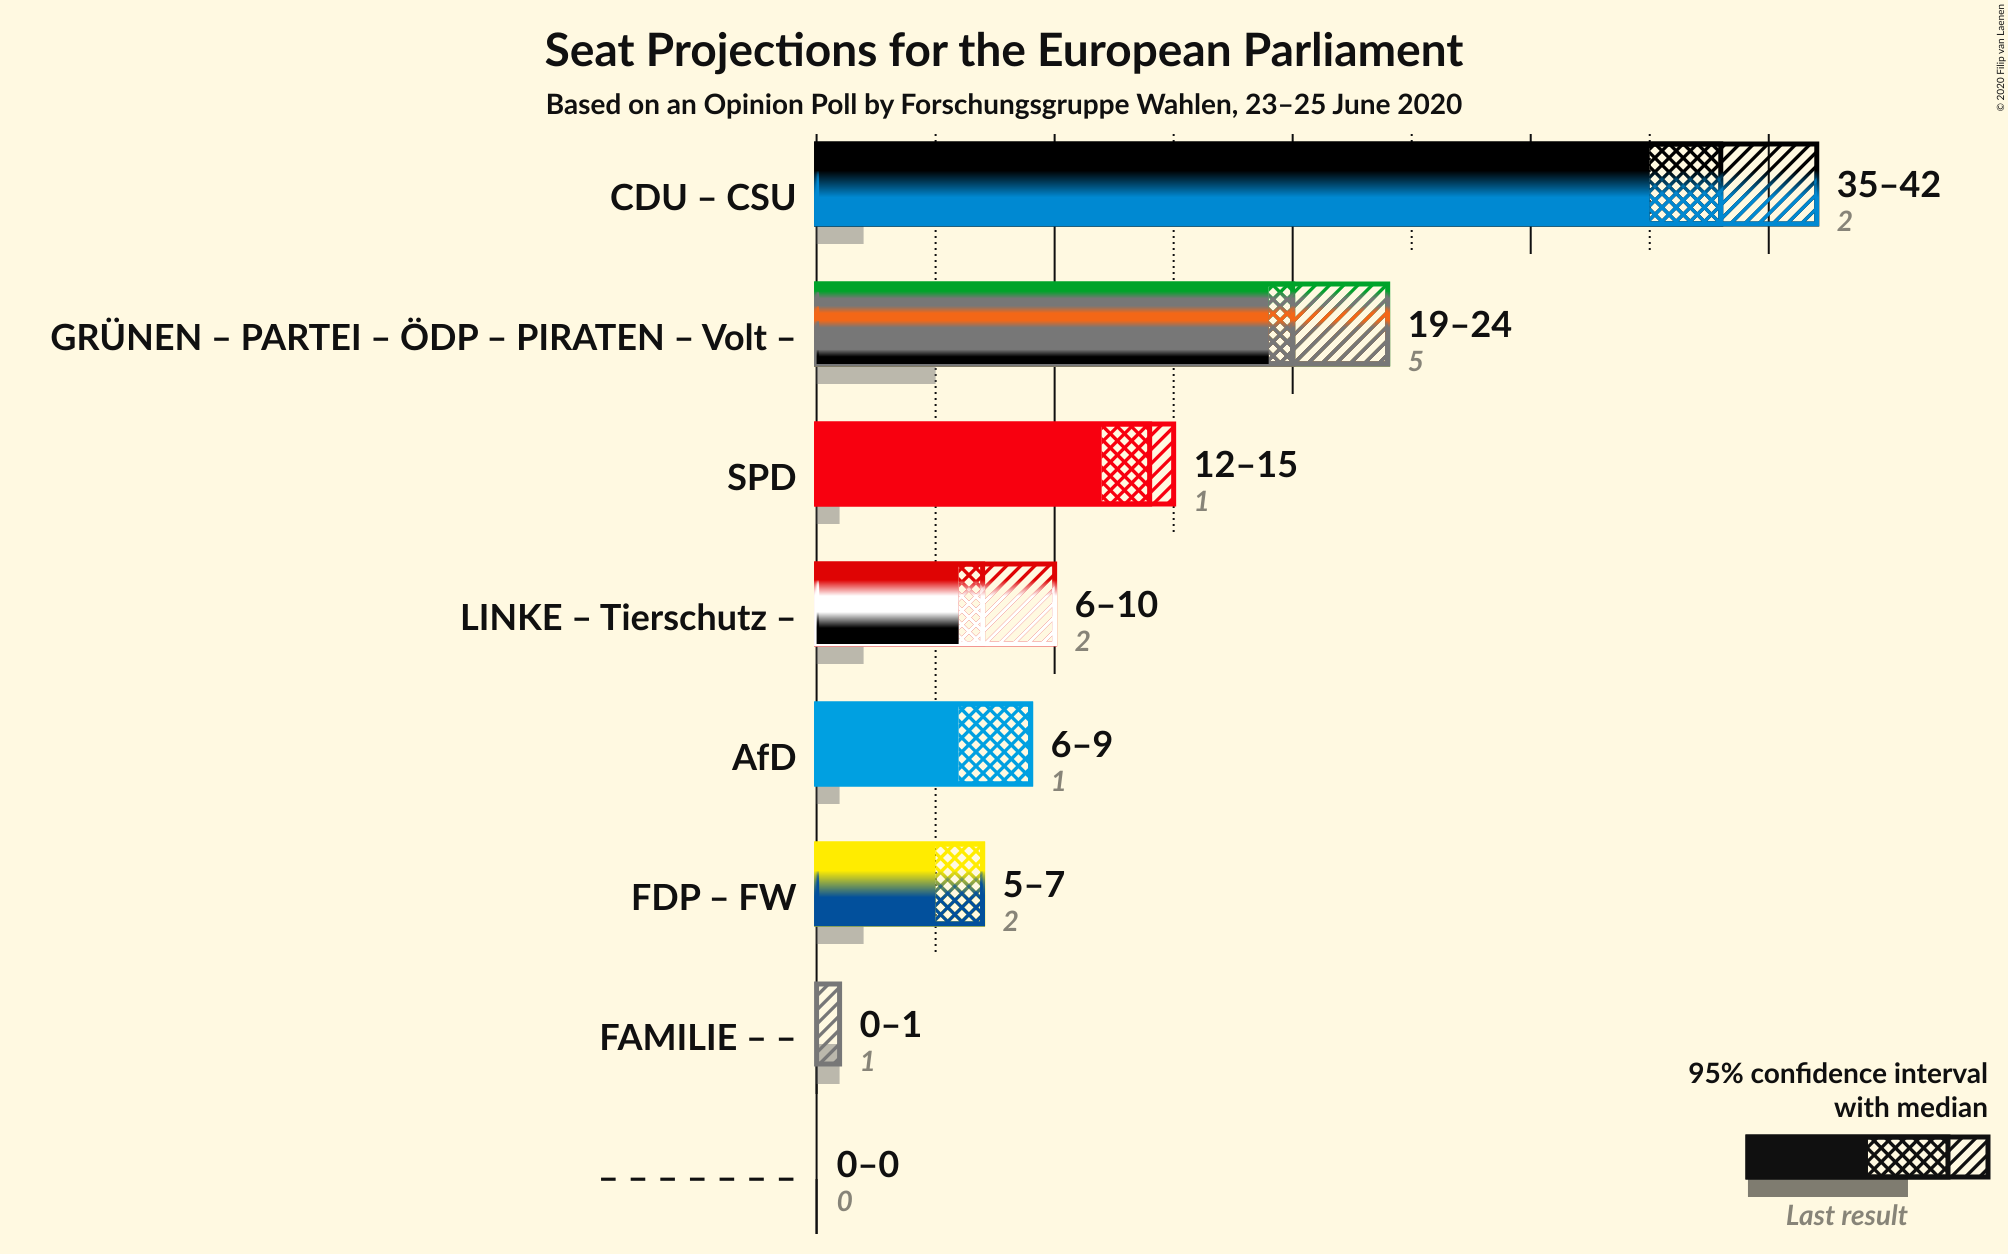 Seat Projections for the European Parliament
Based on an Opinion Poll by Forschungsgruppe Wahlen, 23–25 June 2020
© 2020 Filip van Laenen
CDU – CSU
35–42
2
GRÜNEN – PARTEI – ÖDP – PIRATEN – Volt –
19–24
5
SPD
12–15
1
LINKE – Tierschutz –
6–10
2
AfD
6–9
1
FDP – FW
5–7
2
FAMILIE – –
0–1
1
– – – – – – –
0–0
0
95% confidence interval
with median
Last result